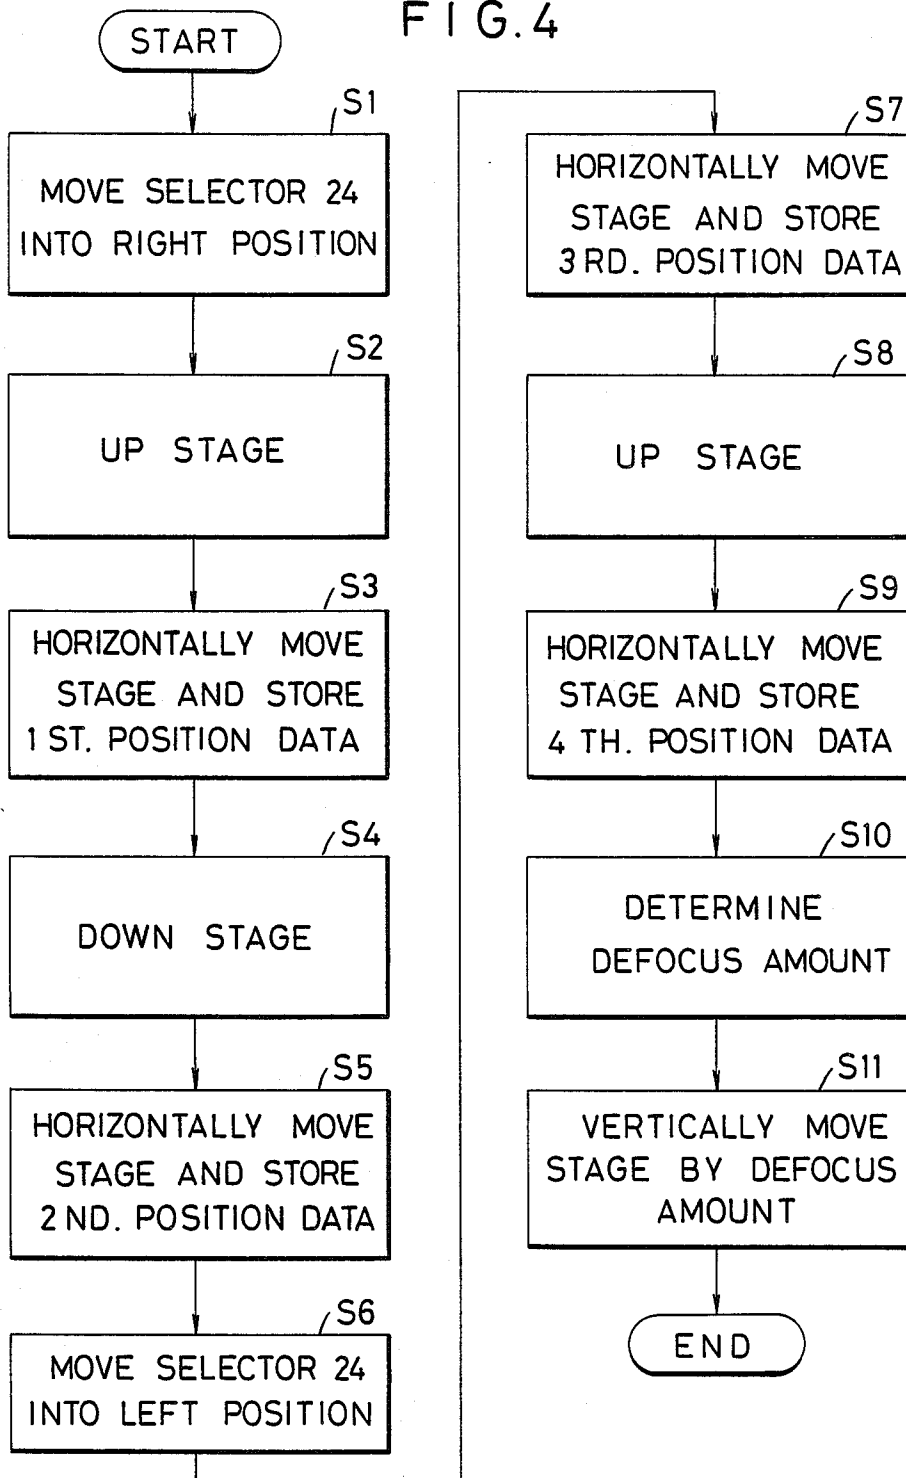 FIG.4
START
S1
MOVE SELECTOR 24
INTO RIGHT POSITION
S2
UP STAGE
S3
HORIZONTALLY MOVE
STAGE AND STORE
1 ST. POSITION DATA
S4
DOWN STAGE
S5
HORIZONTALLY MOVE
STAGE AND STORE
2 ND. POSITION DATA
S6
MOVE SELECTOR 24
INTO LEFT POSITION
S7
HORIZONTALLY MOVE
STAGE AND STORE
3 RD. POSITION DATA
S8
UP STAGE
S9
HORIZONTALLY MOVE
STAGE AND STORE
4 TH. POSITION DATA
S10
DETERMINE
DEFOCUS AMOUNT
S11
VERTICALLY MOVE
STAGE BY DEFOCUS
AMOUNT
END